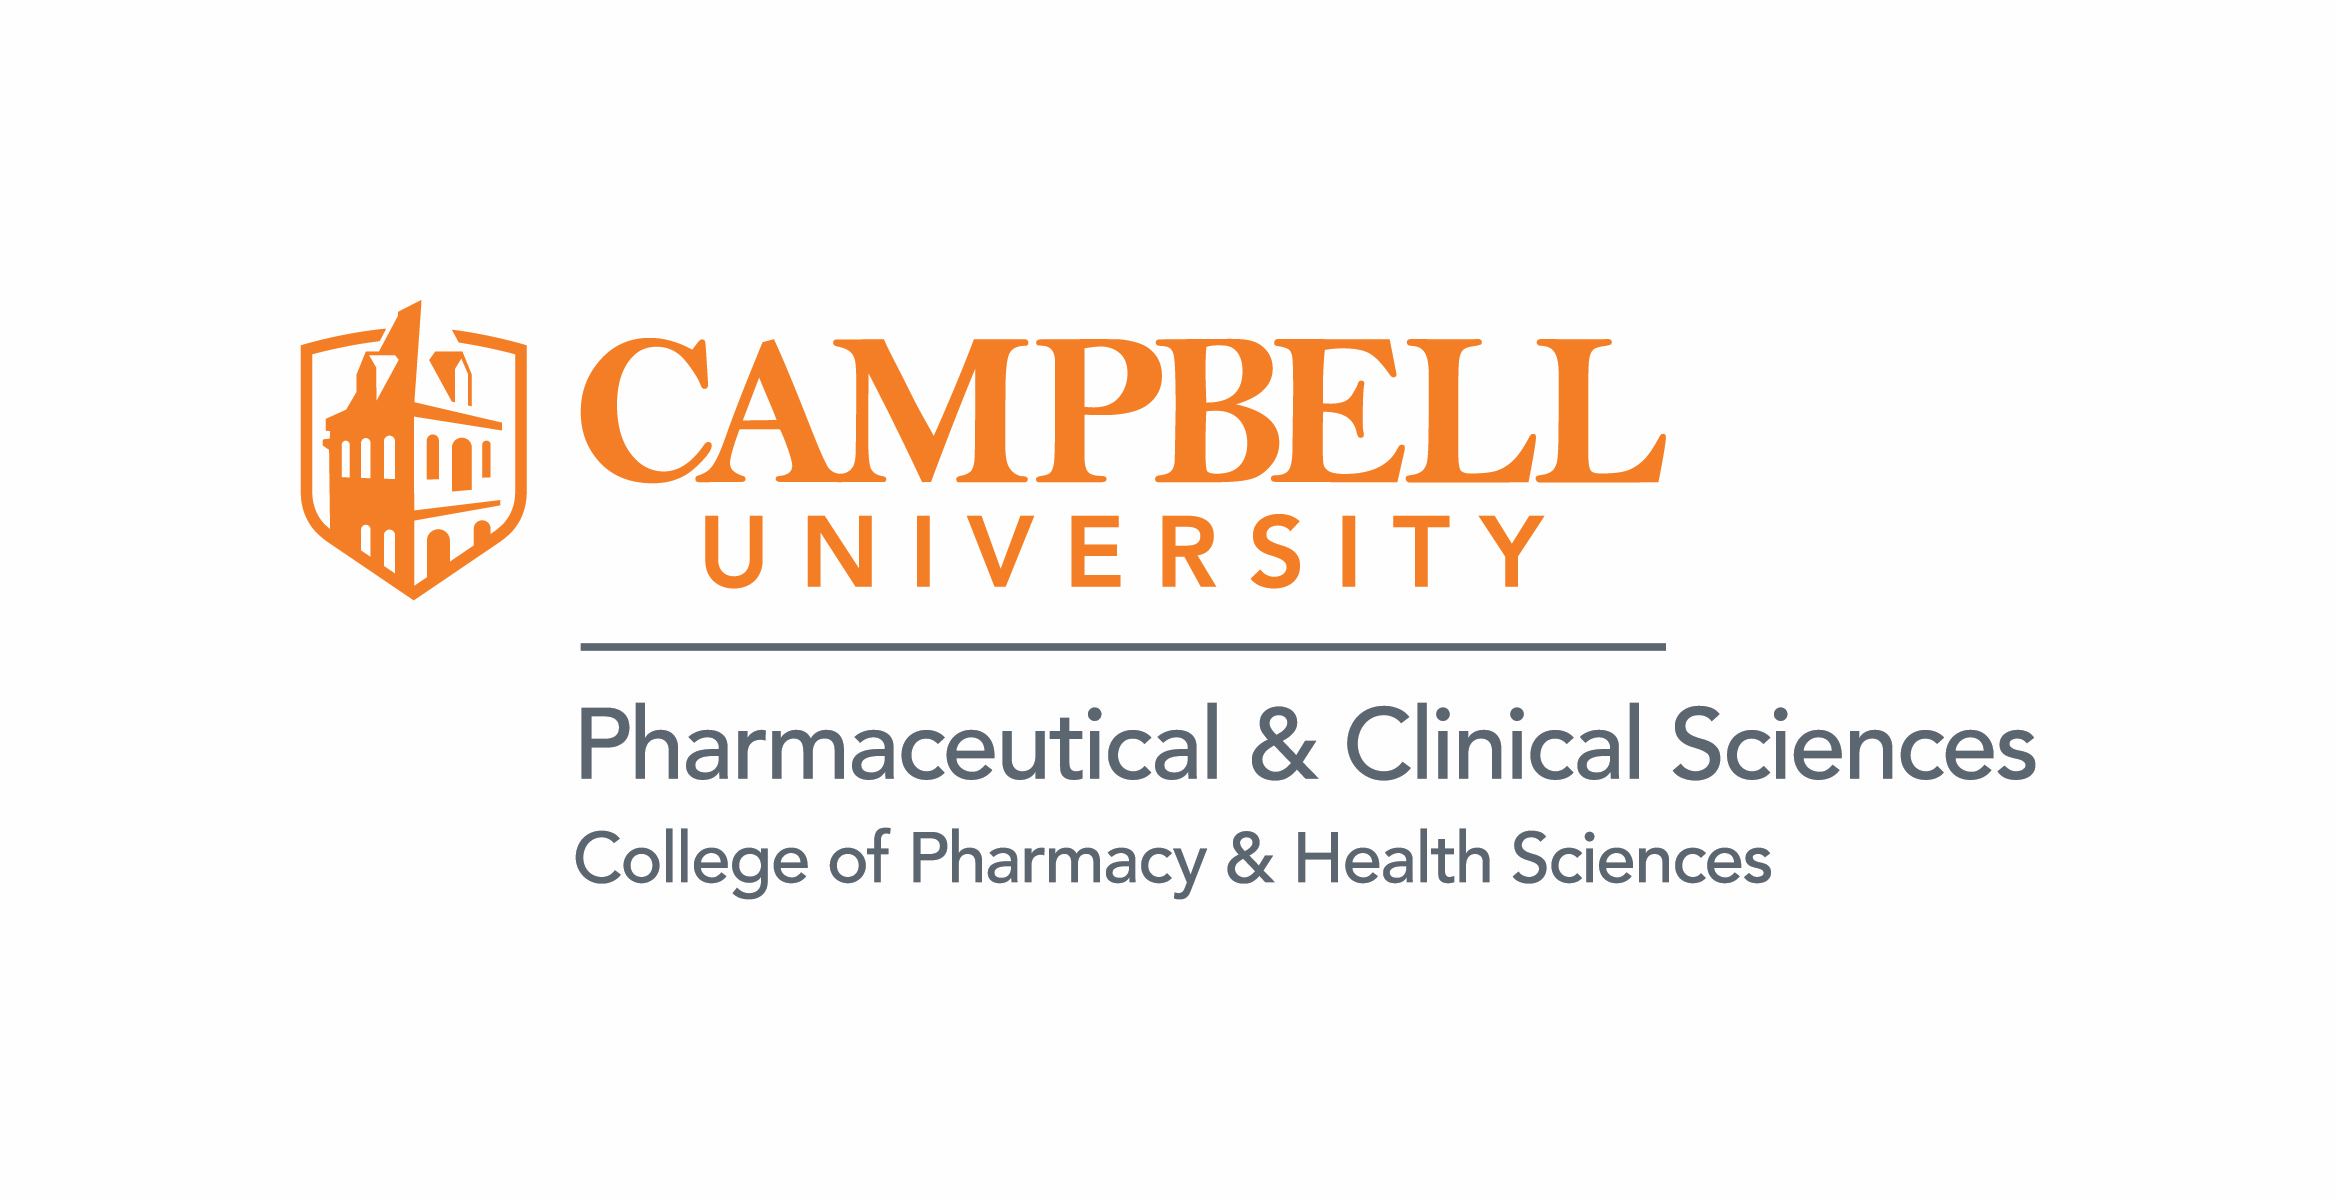 CAMPBELL
UNIVERSITY
Pharmaceutical & Clinical Sciences
College of Pharmacy & Health Sciences